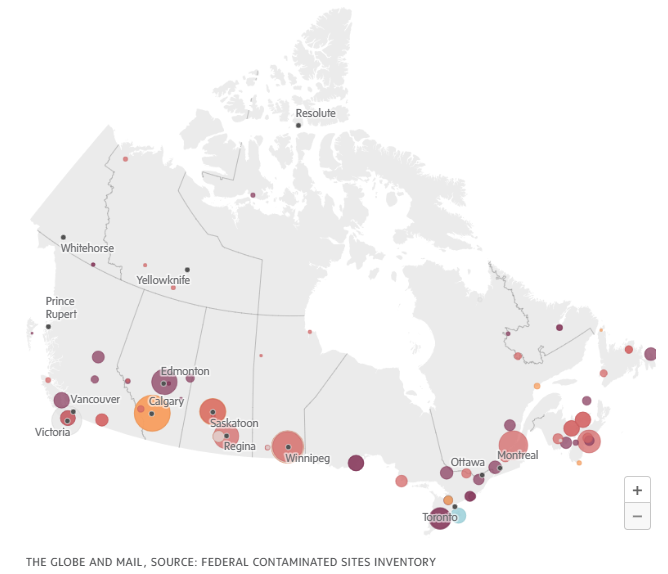 Resolute
Whitehorse
Yellowknife
Prince
Rupert
Edmonton
Calgary
Vancouver
Saskatoon
Victoria
Regina
Winnipeg
Ottawa
Montreal
Toronto
+
−
THE GLOBE AND MAIL, SOURCE: FEDERAL CONTAMINATED SITES INVENTORY